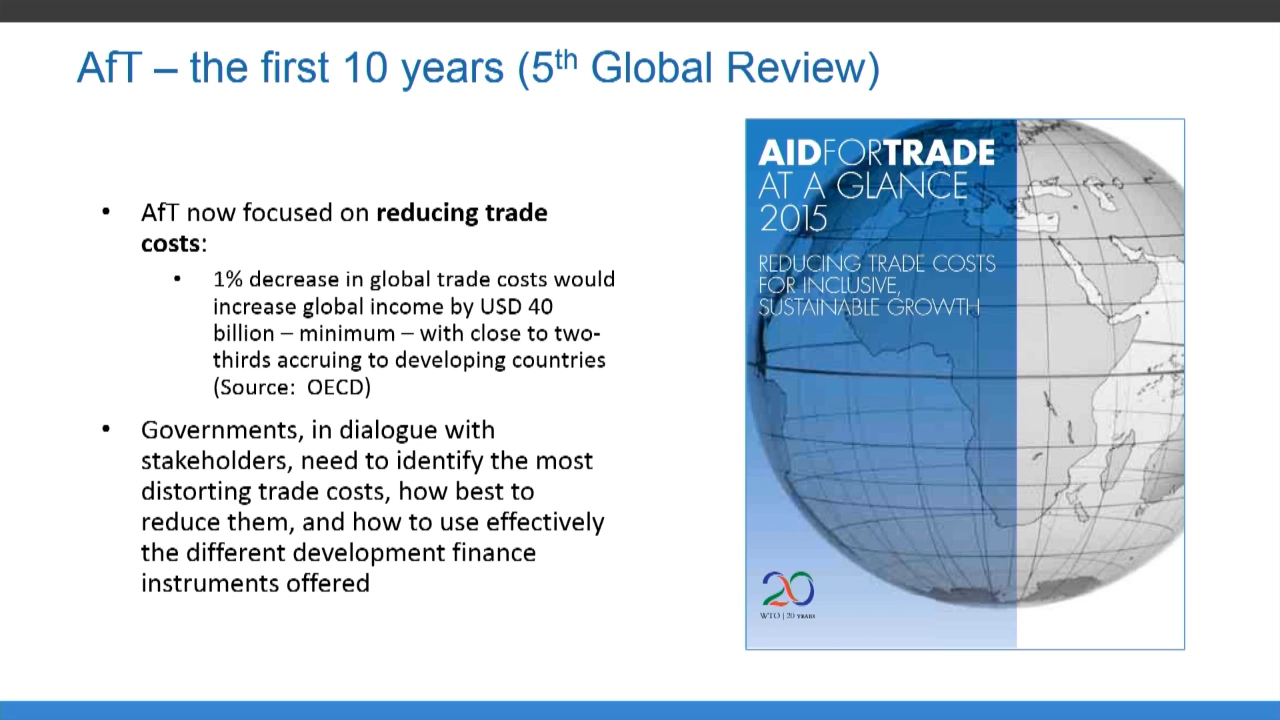 AfT – the first 10 years (5th Global Review)
• AfT now focused on reducing trade
costs:
• 1% decrease in global trade costs would
increase global income by USD 40
billion – minimum – with close to two-
thirds accruing to developing countries
(Source: OECD)
• Governments, in dialogue with
stakeholders, need to identify the most
distorting trade costs, how best to
reduce them, and how to use effectively
the different development finance
instruments offered
AIDFORTRADE
AT A GLANCE
2015
REDUCING TRADE COSTS
FOR INCLUSIVE,
SUSTAINABLE GROWTH
20
WTO | 20 YEARS